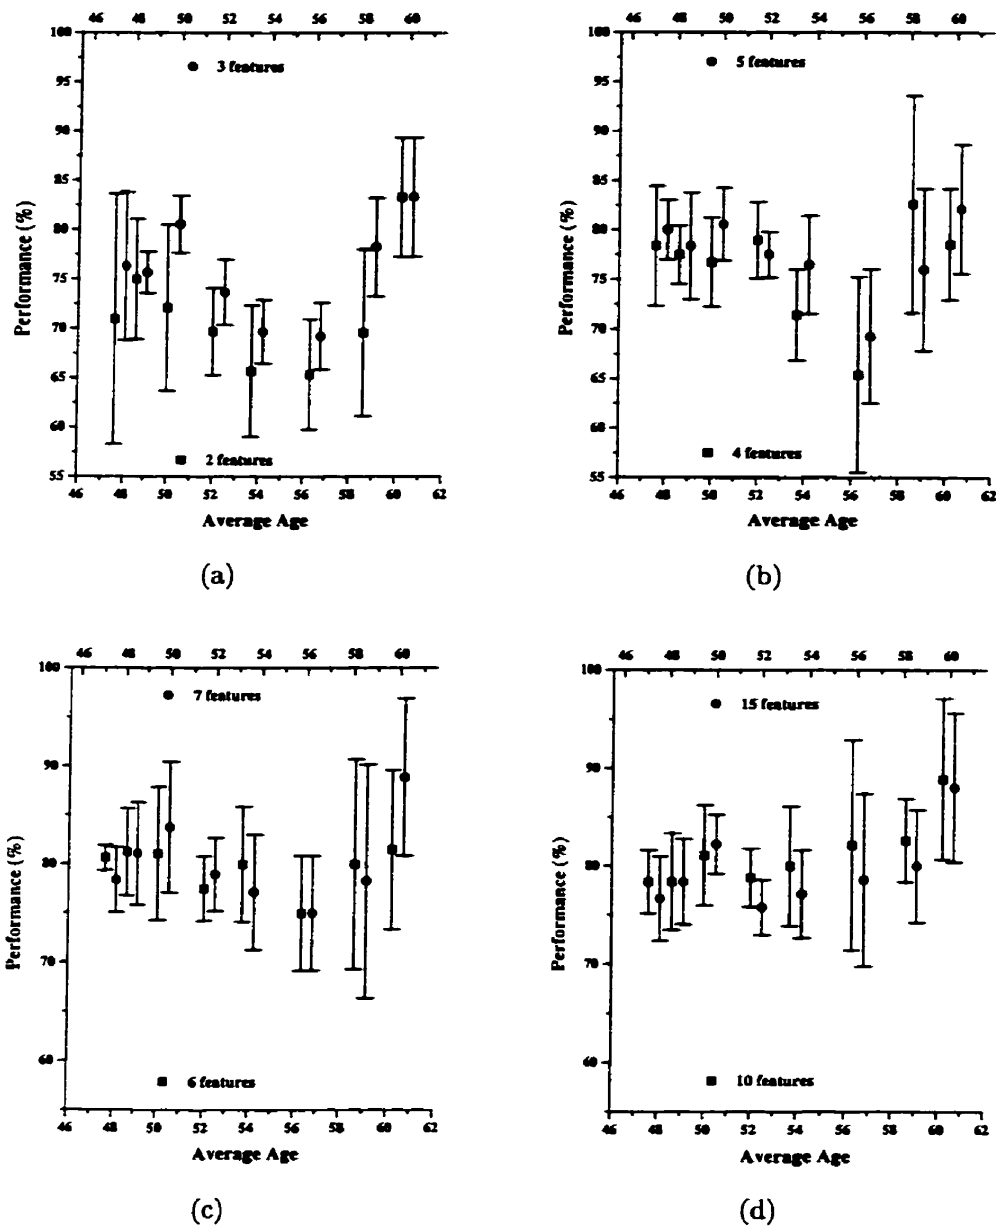 46 48 50 52 54 56 58 60
100
3 features
95
90
85
80
75
70
65
60
2 features
55
46 48 50 52 54 56 58 60 62
Performance (%)
Average Age
(a)
46 48 50 52 54 56 58 60
100
5 features
95
90
85
80
75
70
65
60
4 features
55
46 48 50 52 54 56 58 60 62
Performance (%)
Average Age
(b)
46 48 50 52 54 56 58 60
100
7 features
90
80
70
60
6 features
46 48 50 52 54 56 58 60 62
Performance (%)
Average Age
(c)
46 48 50 52 54 56 58 60
100
15 features
90
80
70
60
10 features
46 48 50 52 54 56 58 60 62
Performance (%)
Average Age
(d)